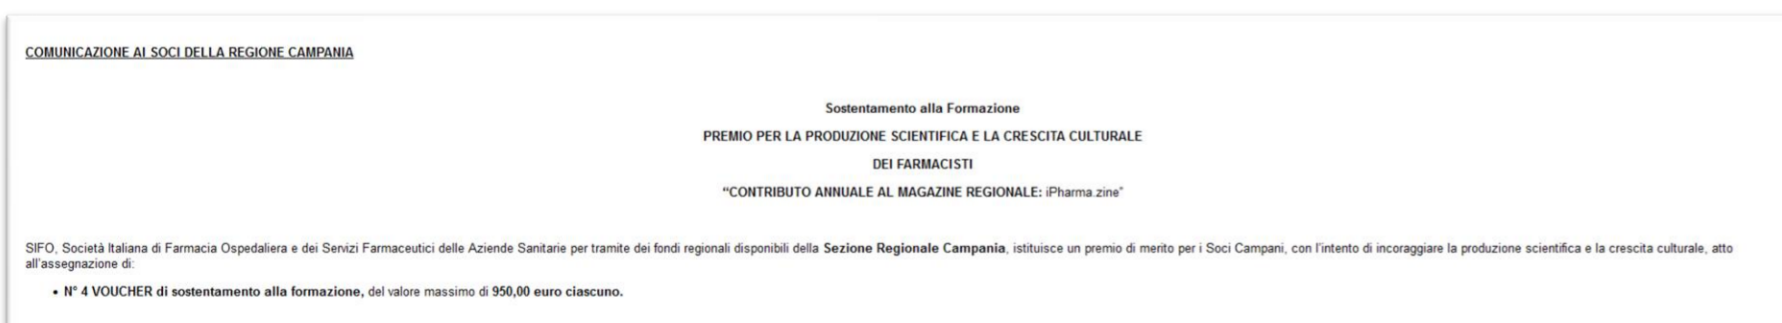 COMUNICAZIONE AI SOCI DELLA REGIONE CAMPANIA
Sostentamento alla Formazione
PREMIO PER LA PRODUZIONE SCIENTIFICA E LA CRESCITA CULTURALE
DEI FARMACISTI
“CONTRIBUTO ANNUALE AL MAGAZINE REGIONALE: iPharma.zine”
SIFO, Società Italiana di Farmacia Ospedaliera e dei Servizi Farmaceutici delle Aziende Sanitarie per tramite dei fondi regionali disponibili della Sezione Regionale Campania, istituisce un premio di merito per i Soci Campani, con l'intento di incoraggiare la produzione scientifica e la crescita culturale, atto
all'assegnazione di:
• N° 4 VOUCHER di sostentamento alla formazione, del valore massimo di 950,00 euro ciascuno.